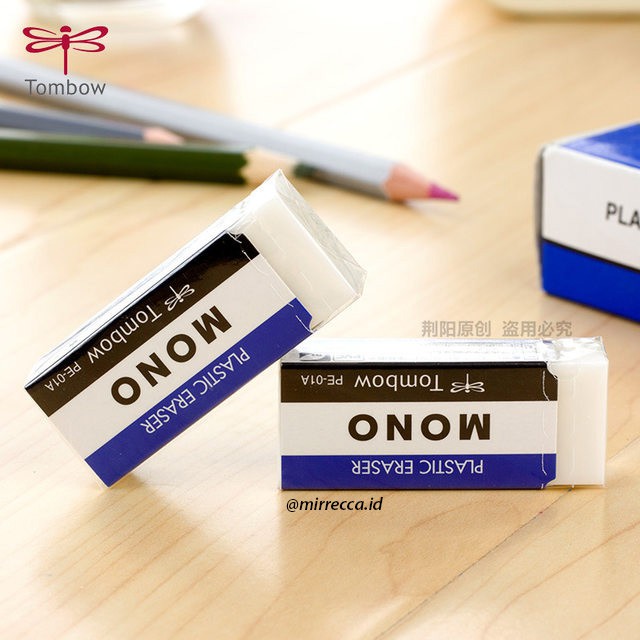 Tombow
PLA
荆阳原创 盗用必究
Tombow PE-01A
MONO
PLASTIC ERASER
Tombow PE-01A
MONO
PLASTIC ERASER
@mirrecca.id